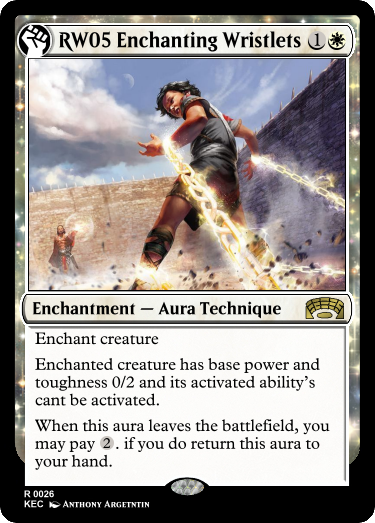 RW05 Enchanting Wristlets 1
Enchantment — Aura Technique
Enchant creature
Enchanted creature has base power and
toughness 0/2 and its activated ability's
cant be activated.
When this aura leaves the battlefield, you
may pay 2. if you do return this aura to
your hand.
R 0026
KEC Anthony Argetntin